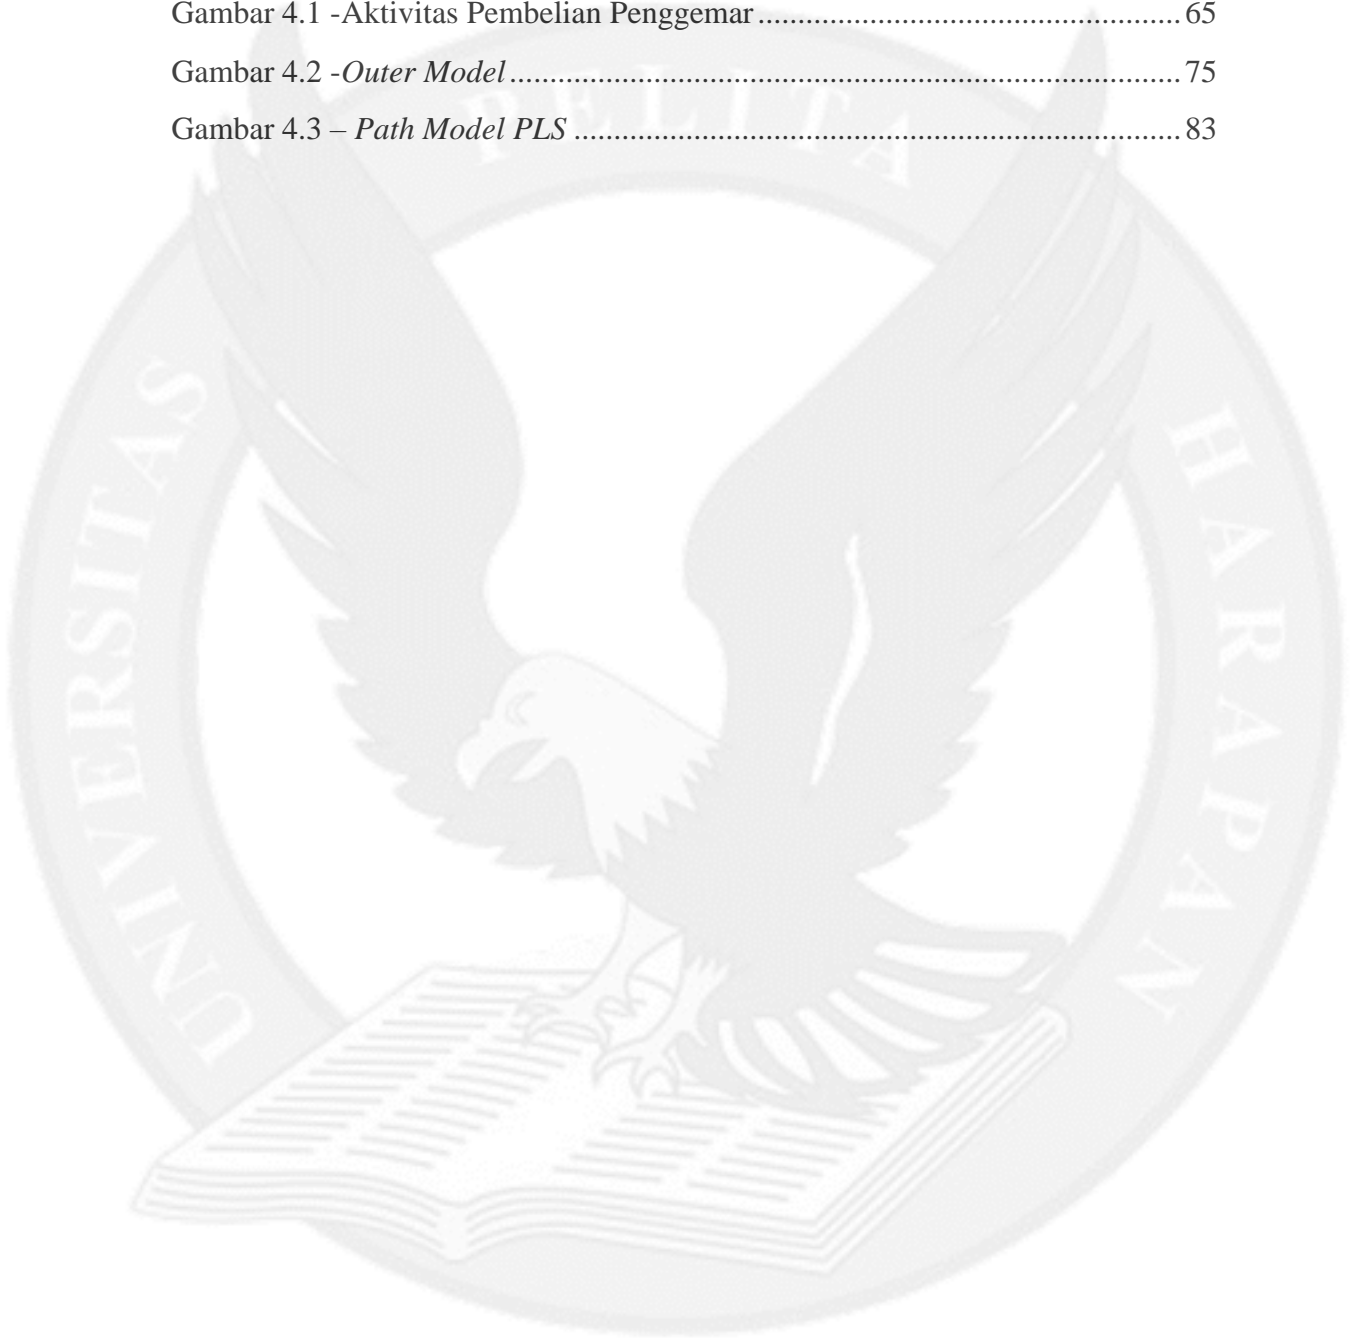 Gambar 4.1 -Aktivitas Pembelian Penggemar ........................................................ 65
Gambar 4.2 -Outer Model ........................................................................................ 75
Gambar 4.3 – Path Model PLS ................................................................................ 83
UNIVERSITAS PELITA HARAPAN